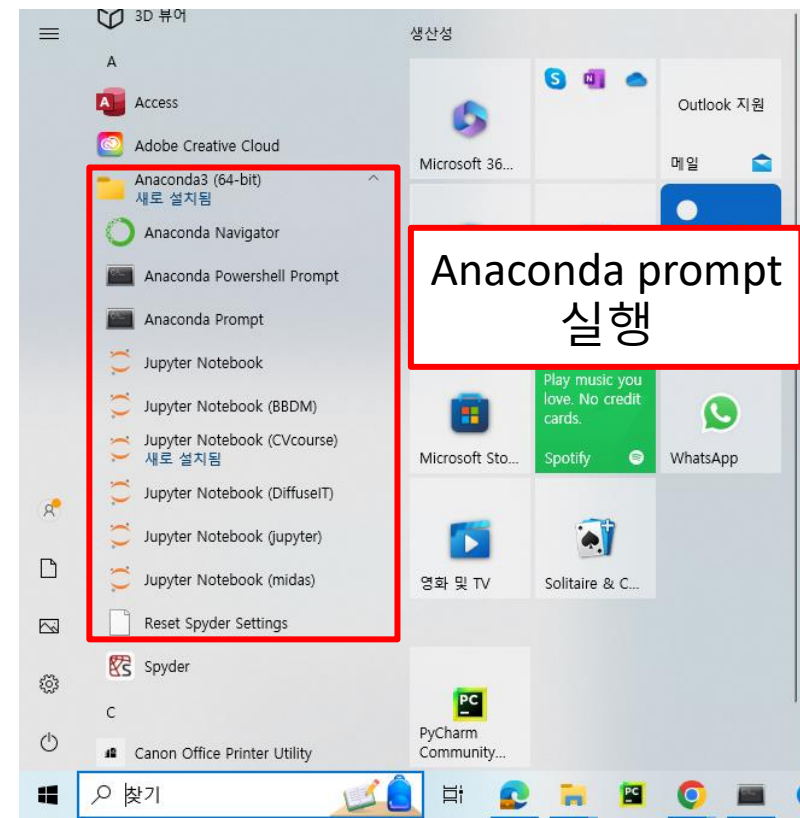 3D 뷰어
A
Access
Adobe Creative Cloud
Anaconda3 (64-bit)
새로 설치됨
Anaconda Navigator
Anaconda Powershell Prompt
Anaconda Prompt
Jupyter Notebook
Jupyter Notebook (BBDM)
Jupyter Notebook (CVcourse)
새로 설치됨
Jupyter Notebook (DiffuseIT)
Jupyter Notebook (jupyter)
Jupyter Notebook (midas)
Reset Spyder Settings
Spyder
C
Canon Office Printer Utility
찾기
생산성
Microsoft 36...
Outlook 지원
메일
Anaconda prompt
실행
Microsoft Sto...
Play music you
love. No credit
cards.
Spotify
WhatsApp
영화 및 TV
Solitaire & C...
PC
PyCharm
Community...
PC